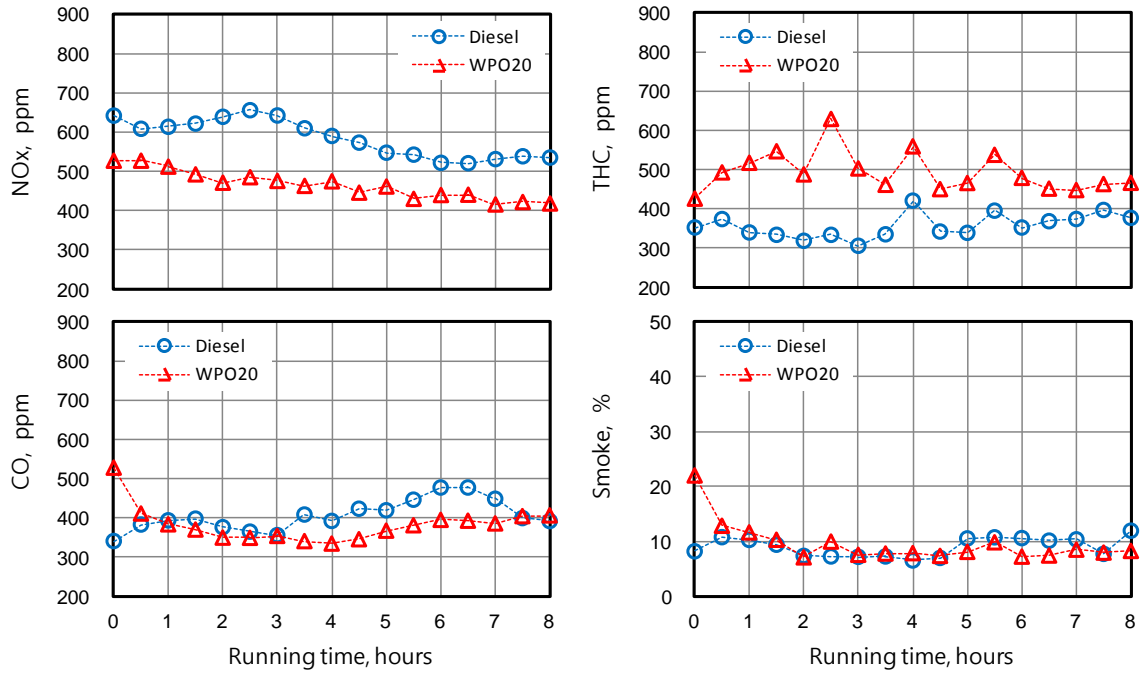 900
800
700
600
500
400
300
200
NOx, ppm
Diesel
WPO20
900
800
700
600
500
400
300
200
THC, ppm
Diesel
WPO20
900
800
700
600
500
400
300
200
CO, ppm
Diesel
WPO20
0 1 2 3 4 5 6 7 8
Running time, hours
50
40
30
20
10
0
Smoke, %
Diesel
WPO20
0 1 2 3 4 5 6 7 8
Running time, hours